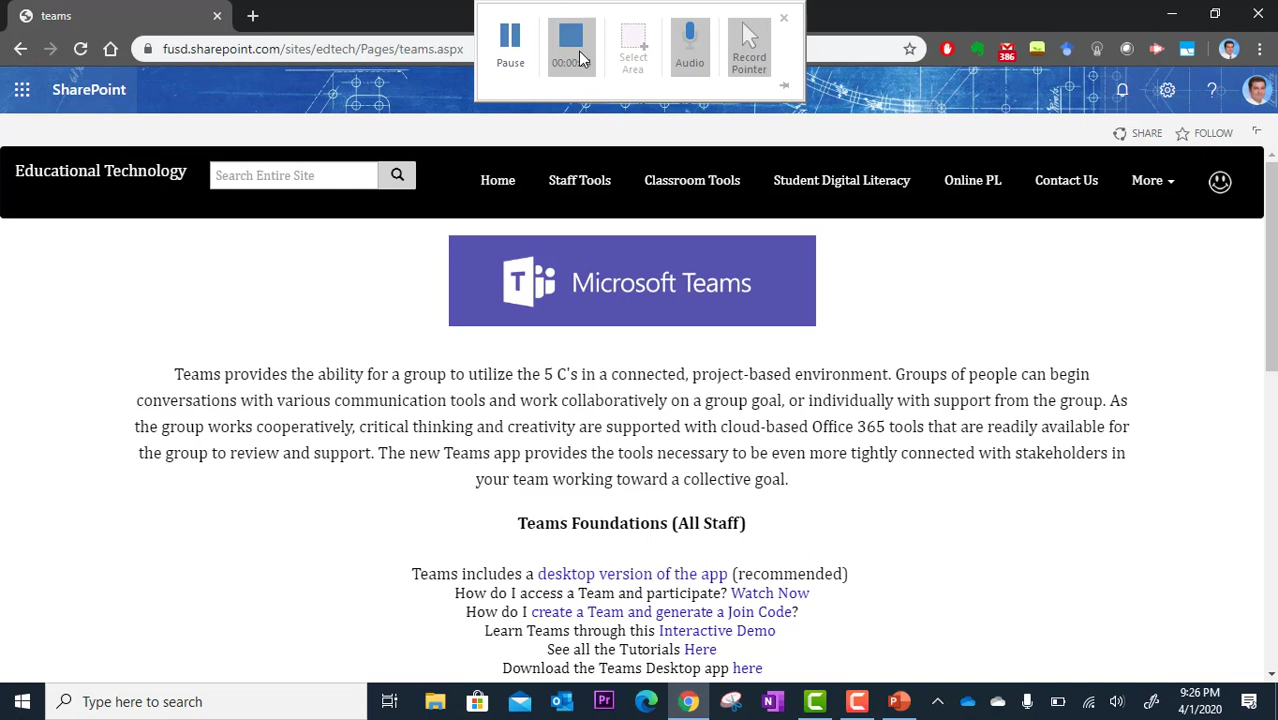 teams
Pause
00:00
Select
Area
Audio
Record
Pointer
fusd.sharepoint.com/sites/edtech/Pages/teams.aspx
386
SharePoint
SHARE
FOLLOW
Educational Technology
Search Entire Site
Home
Staff Tools
Classroom Tools
Student Digital Literacy
Online PL
Contact Us
More
T
Microsoft Teams
Teams provides the ability for a group to utilize the 5 C's in a connected, project-based environment. Groups of people can begin
conversations with various communication tools and work collaboratively on a group goal, or individually with support from the group. As
the group works cooperatively, critical thinking and creativity are supported with cloud-based Office 365 tools that are readily available for
the group to review and support. The new Teams app provides the tools necessary to be even more tightly connected with stakeholders in
your team working toward a collective goal.
Teams Foundations (All Staff)
Teams includes a desktop version of the app (recommended)
How do I access a Team and participate? Watch Now
How do I create a Team and generate a Join Code?
Learn Teams through this Interactive Demo
See all the Tutorials Here
Download the Teams Desktop app here
Type here to search
Pr
9:26 PM
4/1/2020